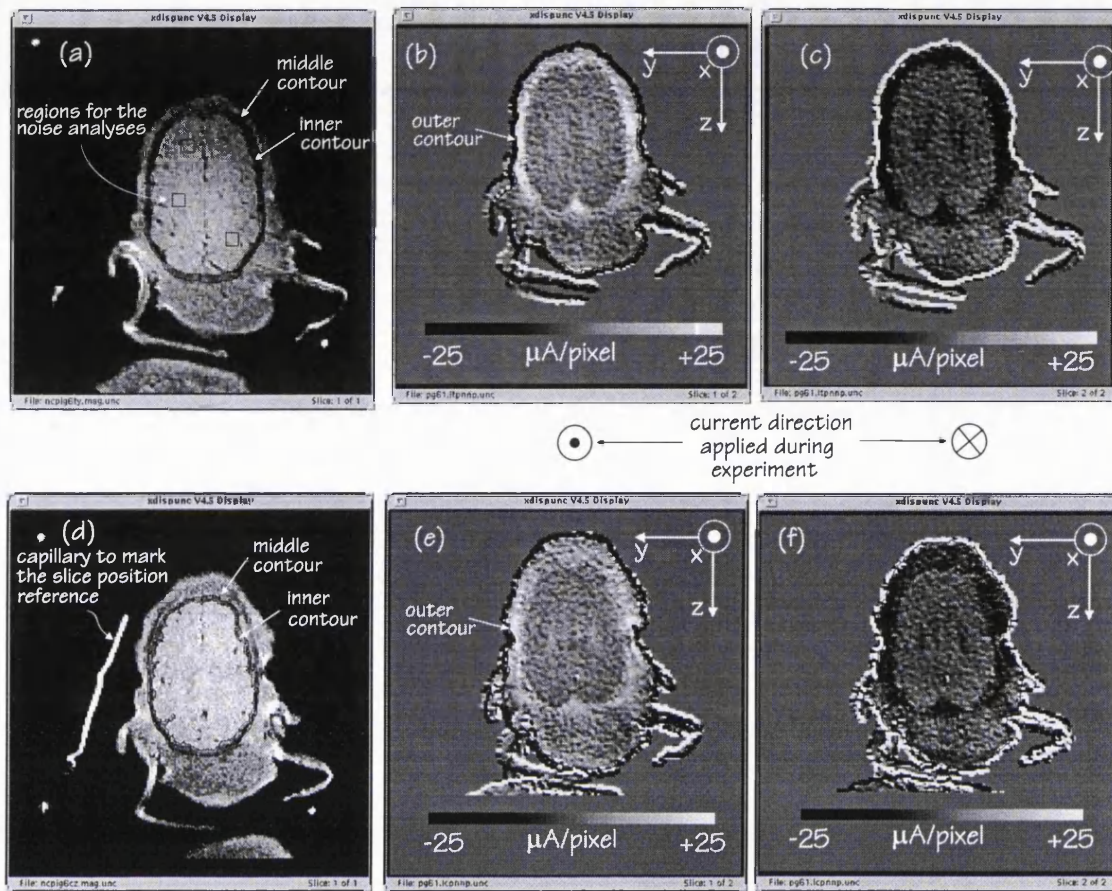 xdispunc V4.5 Display
(a)
middle
contour
regions for the
noise analyses
inner
contour
File: ncpig6ty.mag.unc
Slice: 1 of 1
xdispunc V4.5 Display
(b)
y
x
z
outer
contour
-25
μA/pixel
+25
File: pg61.ltpnnp.unc
Slice: 1 of 2
xdispunc V4.5 Display
(c)
y
x
z
-25
μA/pixel
+25
File: pg61.ltpnnp.unc
Slice: 2 of 2
current direction
applied during
experiment
xdispunc V4.5 Display
(d)
capillary to mark
the slice position
reference
middle
contour
inner
contour
File: ncpig6cz.mag.unc
Slice: 1 of 1
xdispunc V4.5 Display
(e)
y
x
z
outer
contour
-25
μA/pixel
+25
File: pg61.lcpnnp.unc
Slice: 1 of 2
xdispunc V4.5 Display
(f)
y
x
z
-25
μA/pixel
+25
File: pg61.lcpnnp.unc
Slice: 2 of 2